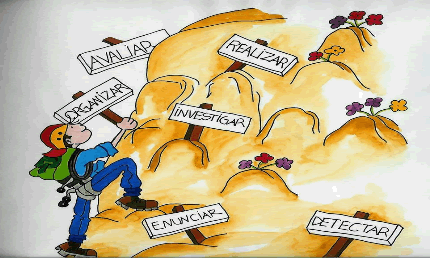 AVALIAR
REALIZAR
ORGANIZAR
INVESTIGAR
ENUNCIAR
DETECTAR